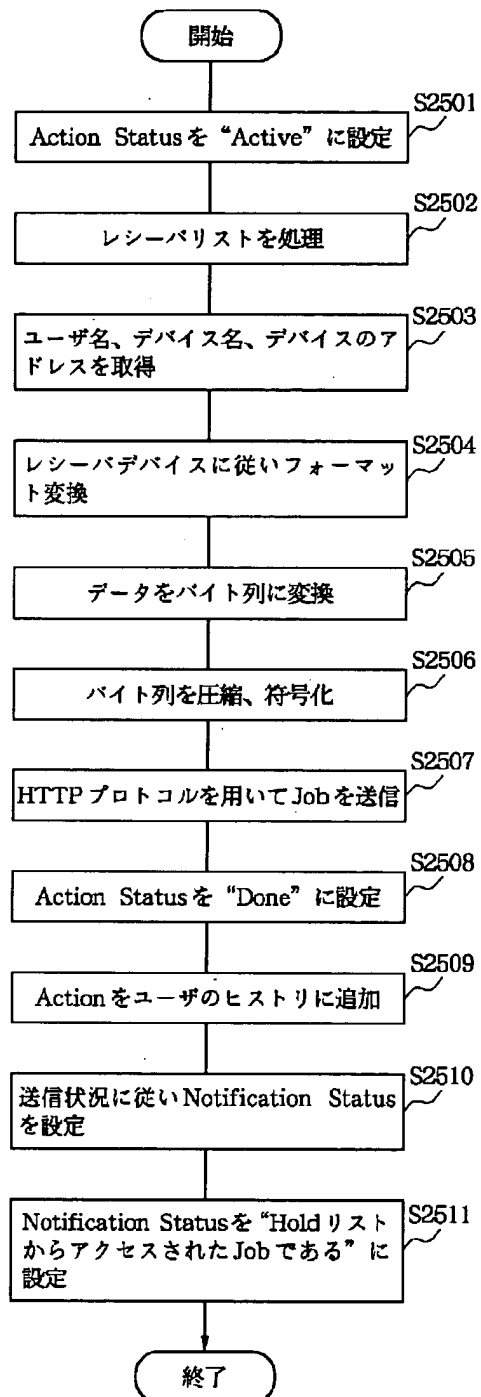 開始
S2501
Action Statusを“Active”に設定
S2502
レシーバリストを処理
S2503
ユーザ名、デバイス名、デバイスのア
ドレスを取得
S2504
レシーバデバイスに従いフォーマッ
ト変換
S2505
データをバイト列に変換
S2506
バイト列を圧縮、符号化
S2507
HTTPプロトコルを用いてJobを送信
S2508
Action Statusを“Done”に設定
S2509
Actionをユーザのヒストリに追加
S2510
送信状況に従いNotification Status
を設定
S2511
Notification Statusを“Holdリスト
からアクセスされたJobである”に
設定
終了